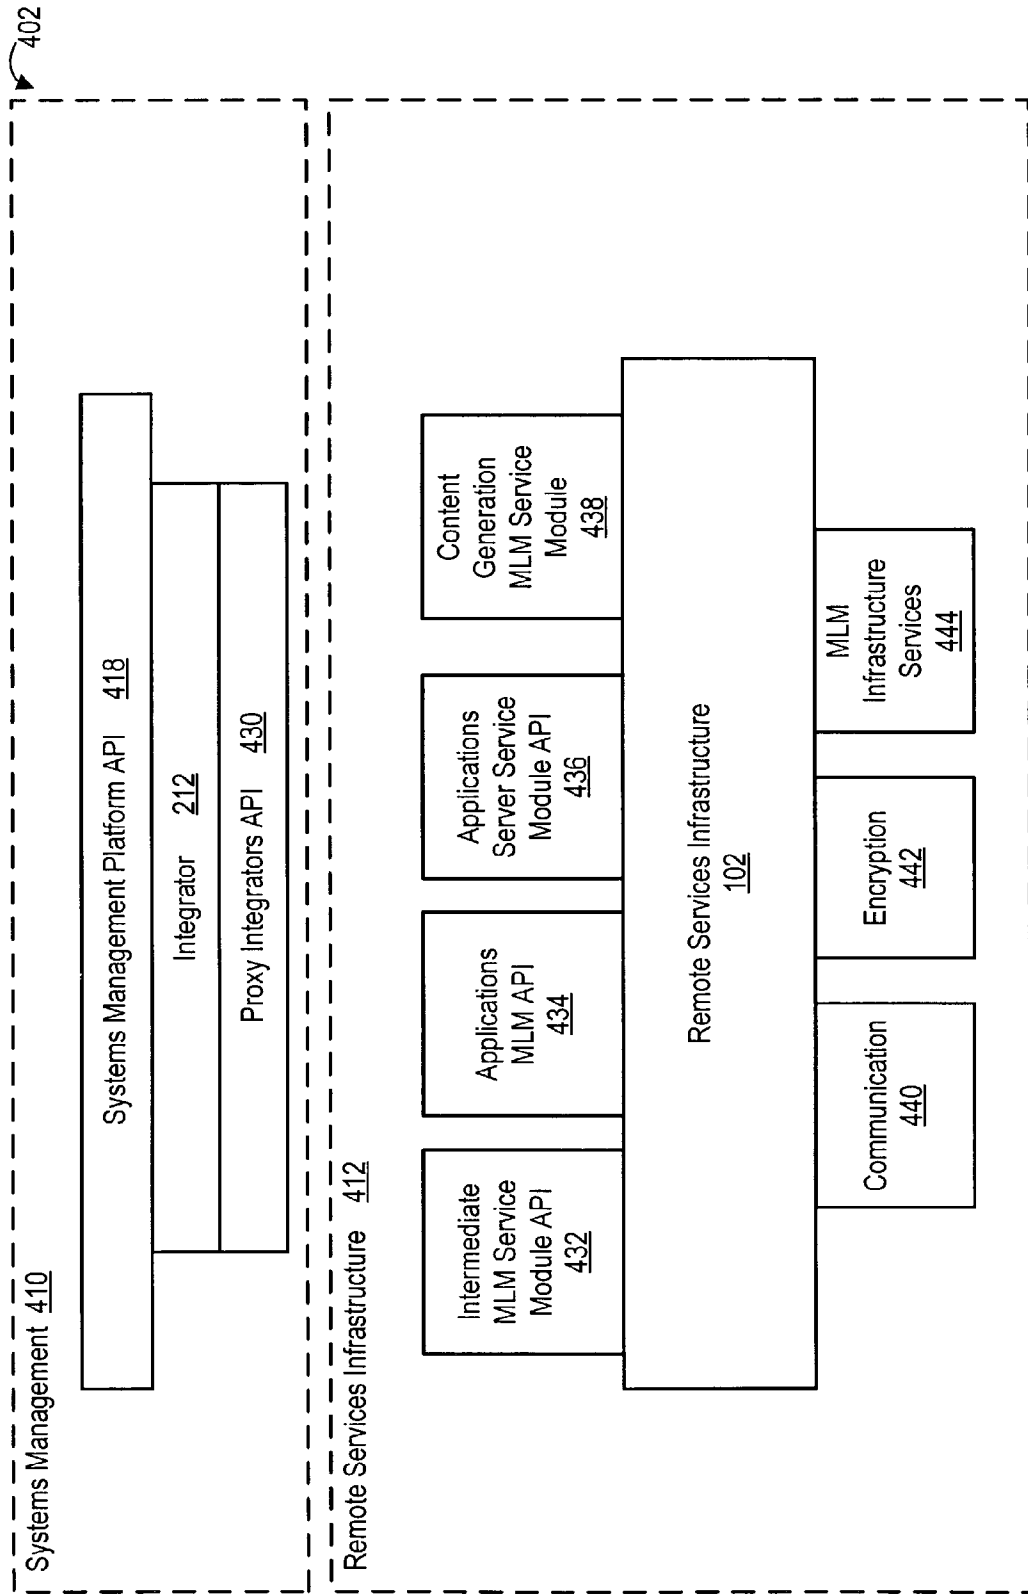 402
Systems Management 410
Systems Management Platform API 418
Integrator 212
Proxy Integrators API 430
Remote Services Infrastructure 412
Intermediate
MLM Service
Module API
432
Applications
MLM API
434
Applications
Server Service
Module API
436
Content
Generation
MLM Service
Module
438
Remote Services Infrastructure
102
Communication
440
Encryption
442
MLM
Infrastructure
Services
444